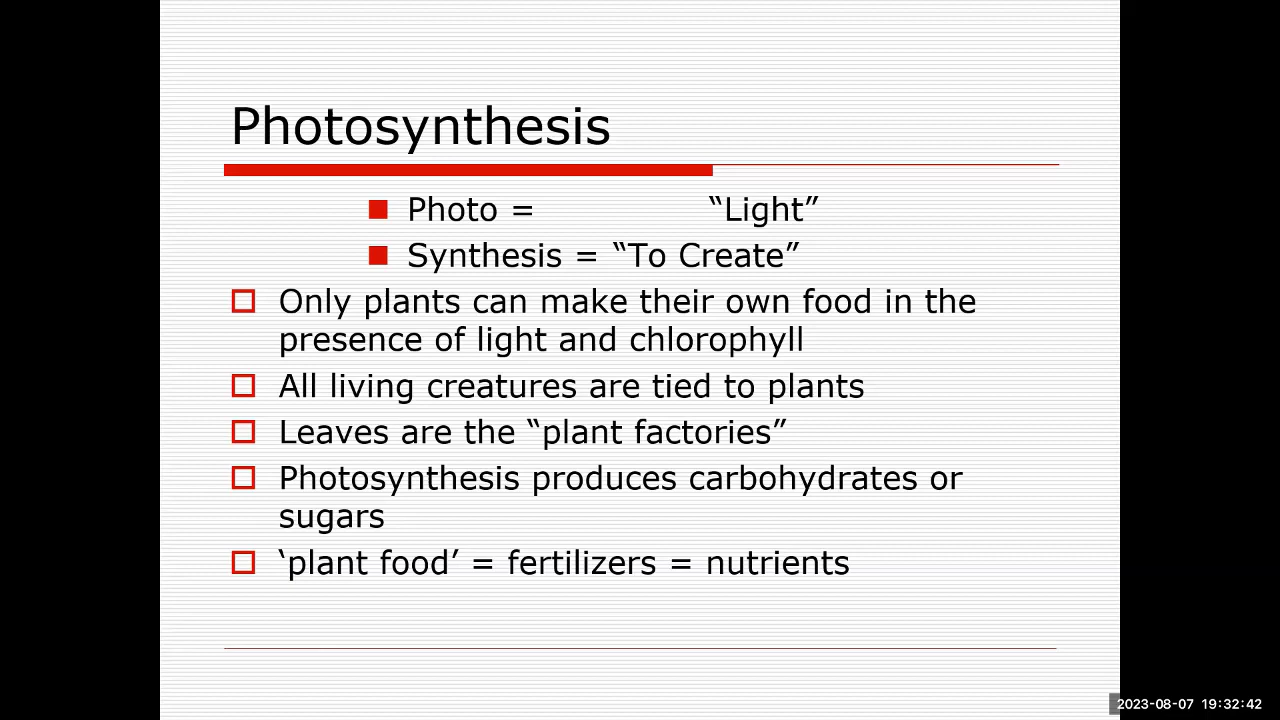 Photosynthesis
Photo = “Light”
Synthesis = “To Create”
Only plants can make their own food in the
presence of light and chlorophyll
All living creatures are tied to plants
Leaves are the “plant factories”
Photosynthesis produces carbohydrates or
sugars
‘plant food’ = fertilizers = nutrients
2023-08-07 19:32:42